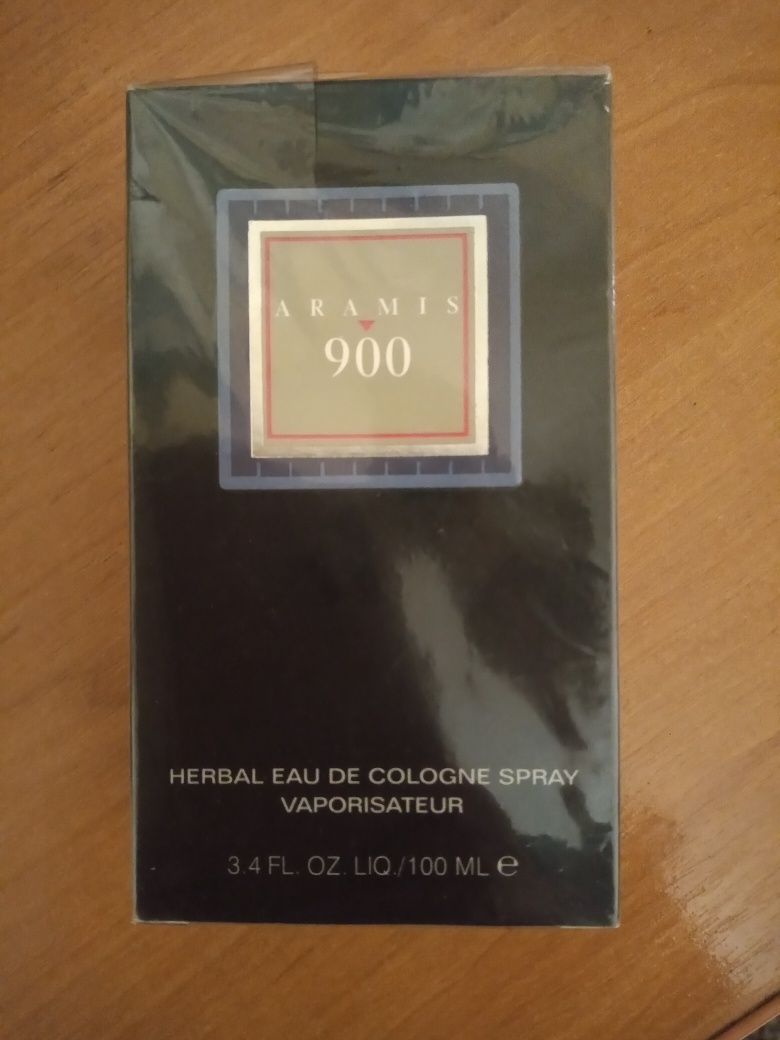 ARAMIS
900
HERBAL EAU DE COLOGNE SPRAY
VAPORISATEUR
3.4 FL. OZ. LIQ./100 ML ℮